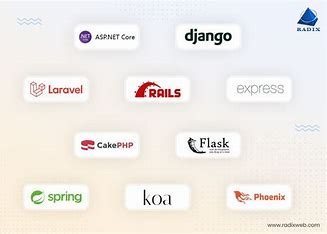 RADIX
ASP.NET Core
django
Laravel
RAILS
express
CakePHP
Flask
spring
koa
Phoenix
www.radixweb.com